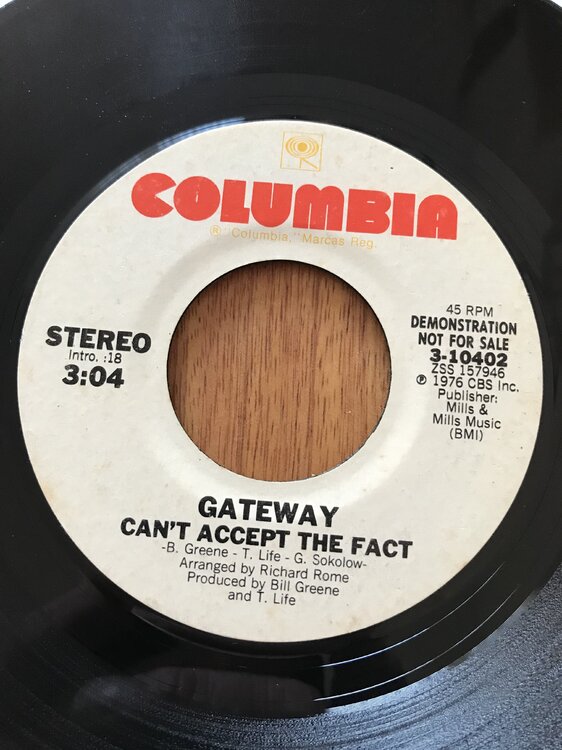 COLUMBIA
® "Columbia," Marcas Reg.
STEREO
Intro. :18
3:04
45 RPM
DEMONSTRATION
NOT FOR SALE
3-10402
ZSS 157946
℗ 1976 CBS Inc.
Publisher:
Mills &
Mills Music
(BMI)
GATEWAY
CAN'T ACCEPT THE FACT
-B. Greene - T. Life - G. Sokolow-
Arranged by Richard Rome
Produced by Bill Greene
and T. Life